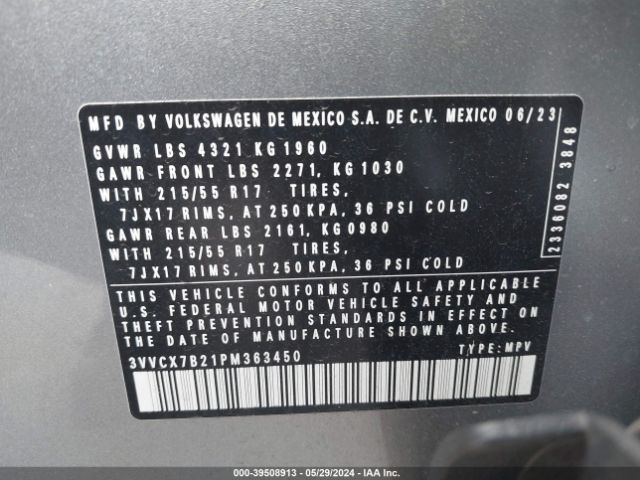 MFD BY VOLKSWAGEN DE MEXICO S.A. DE C.V. MEXICO 06/23
GVWR LBS 4321 KG 1960
GAWR FRONT LBS 2271, KG 1030
WITH 215/55 R17 TIRES,
7JX17 RIMS, AT 250 KPA, 36 PSI COLD
GAWR REAR LBS 2161, KG 0980
WITH 215/55 R17 TIRES,
7JX17 RIMS, AT 250 KPA, 36 PSI COLD
2336082 3848
THIS VEHICLE CONFORMS TO ALL APPLICABLE
U.S. FEDERAL MOTOR VEHICLE SAFETY AND
THEFT PREVENTION STANDARDS IN EFFECT ON
THE DATE OF MANUFACTURE SHOWN ABOVE.
3VVCX7B21PM363450 TYPE: MPV
000-39508913 - 05/29/2024 - IAA Inc.